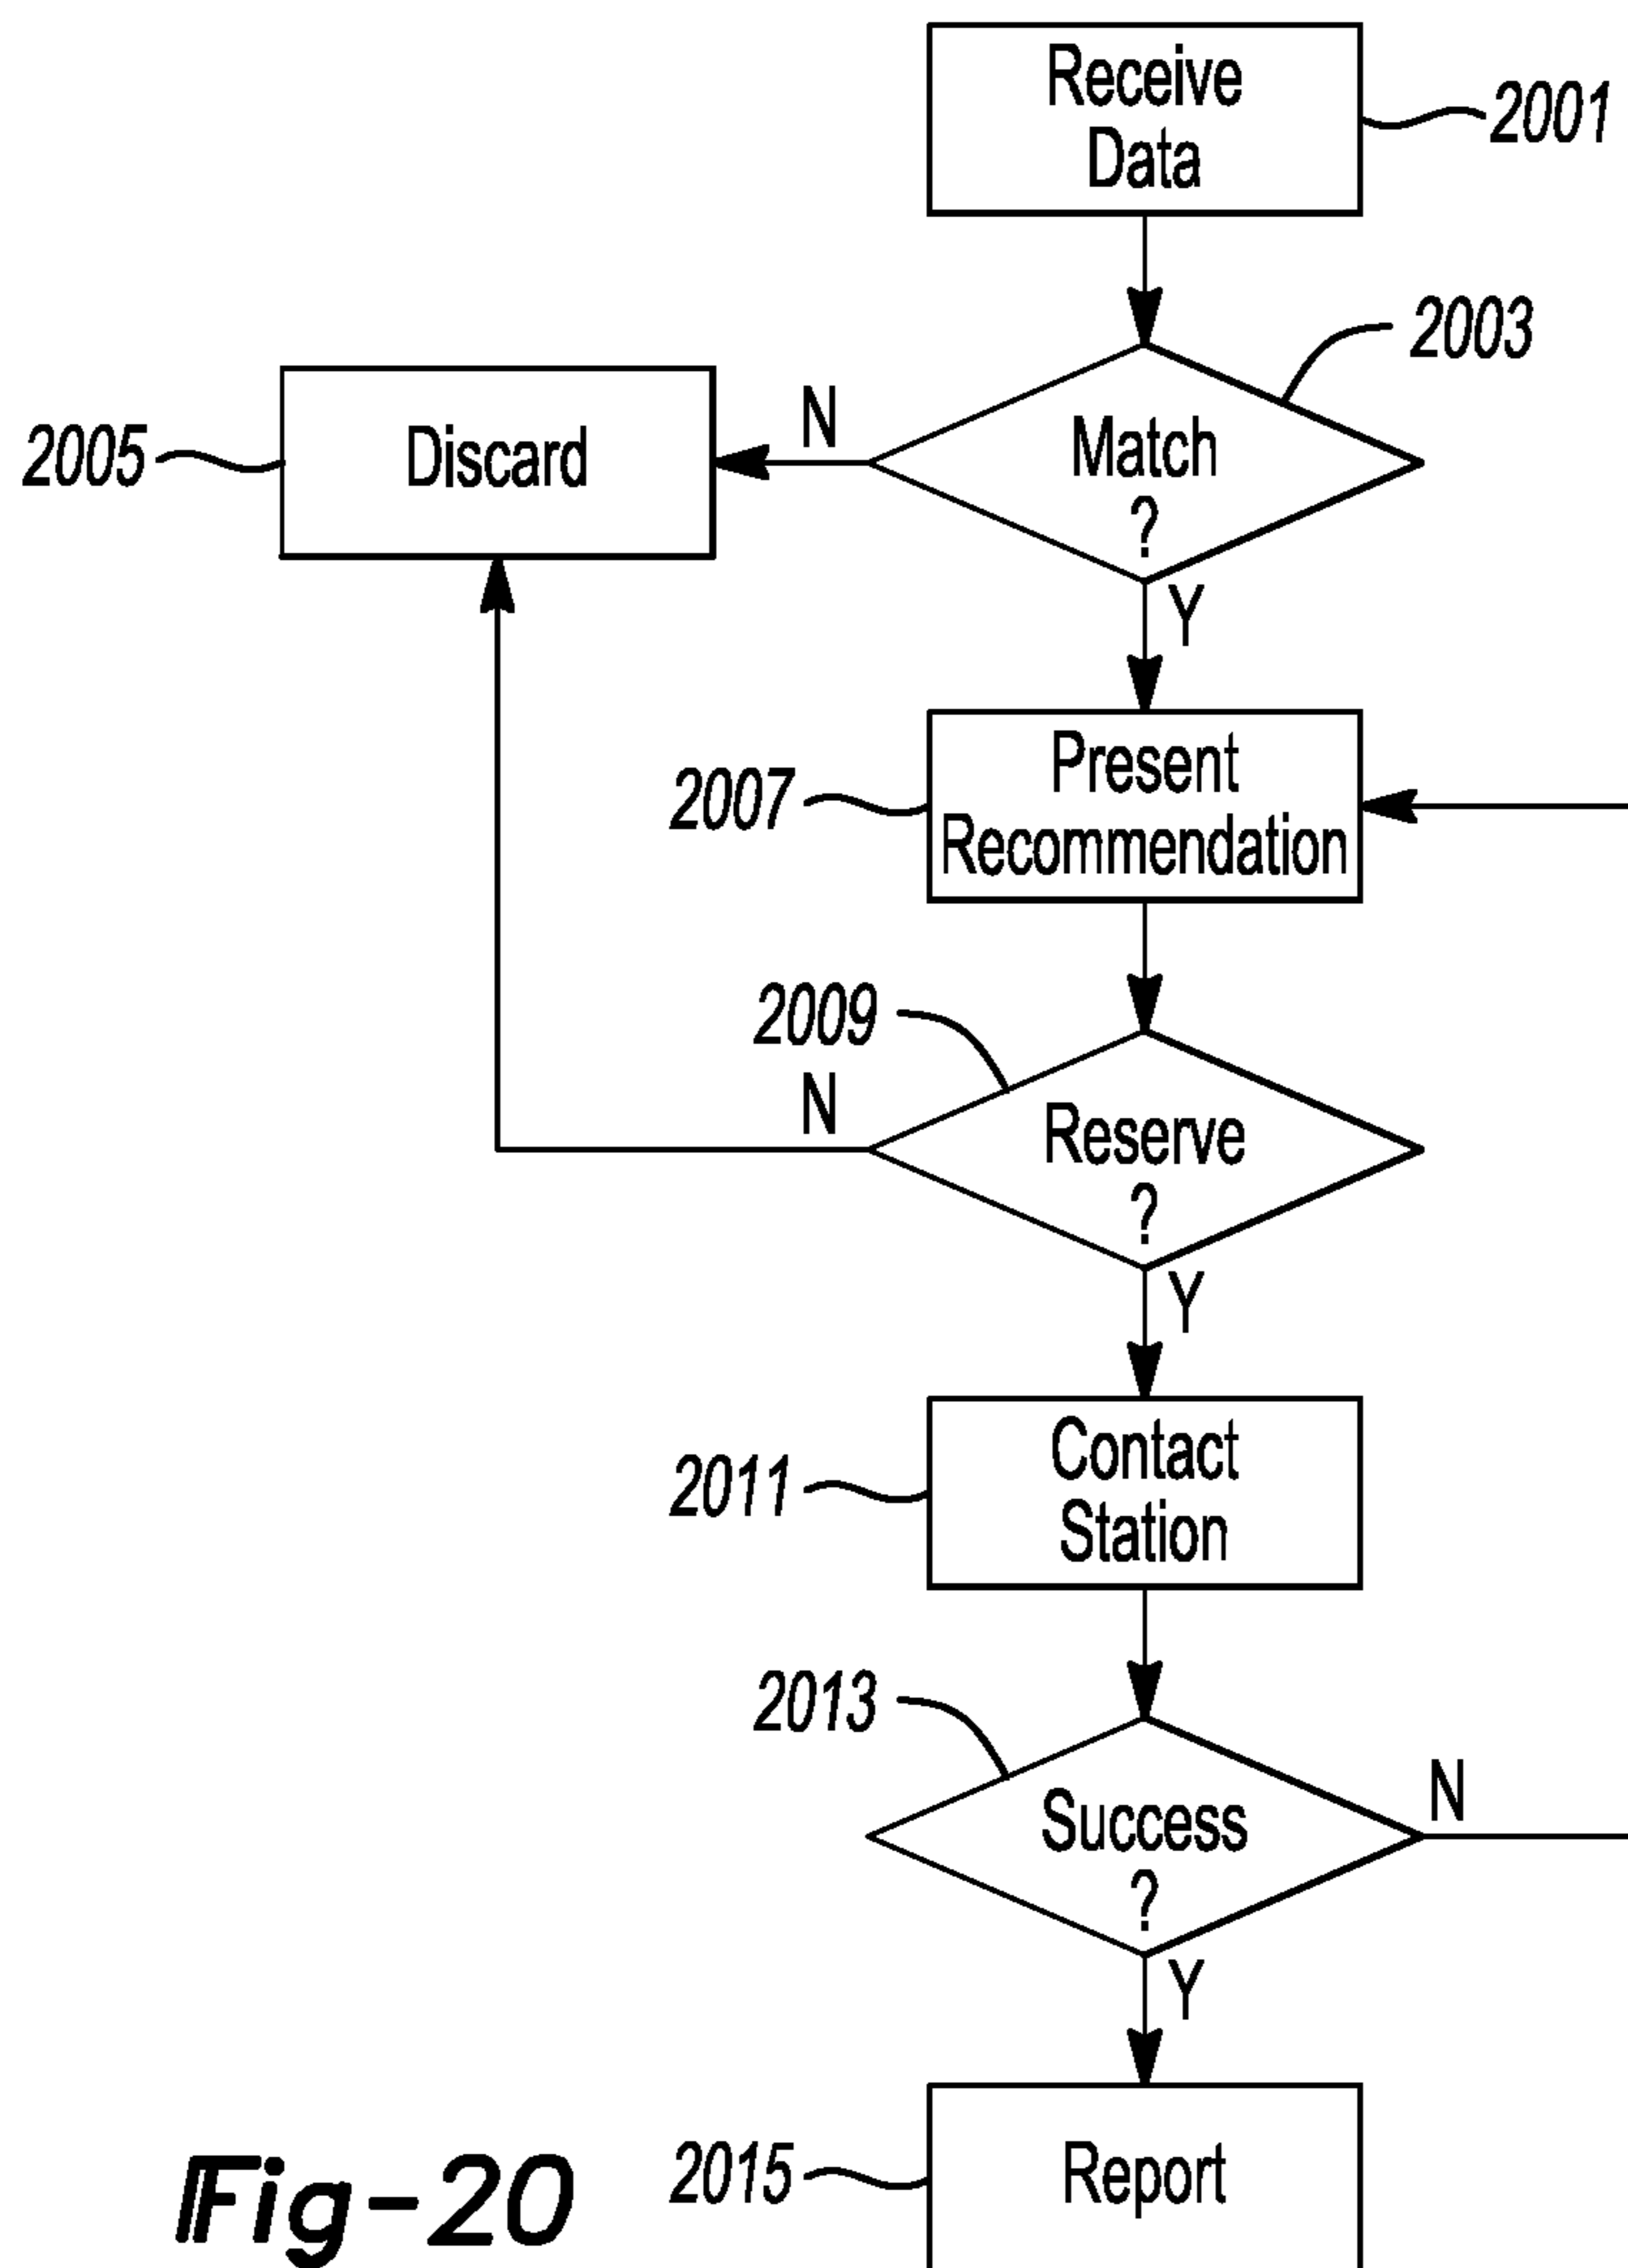 Receive
Data
2001
2003
Match
?
N
Discard
2005
Y
Present
Recommendation
2007
2009
N
Reserve
?
Y
Contact
Station
2011
2013
Success
?
N
Y
Report
2015
Fig-20